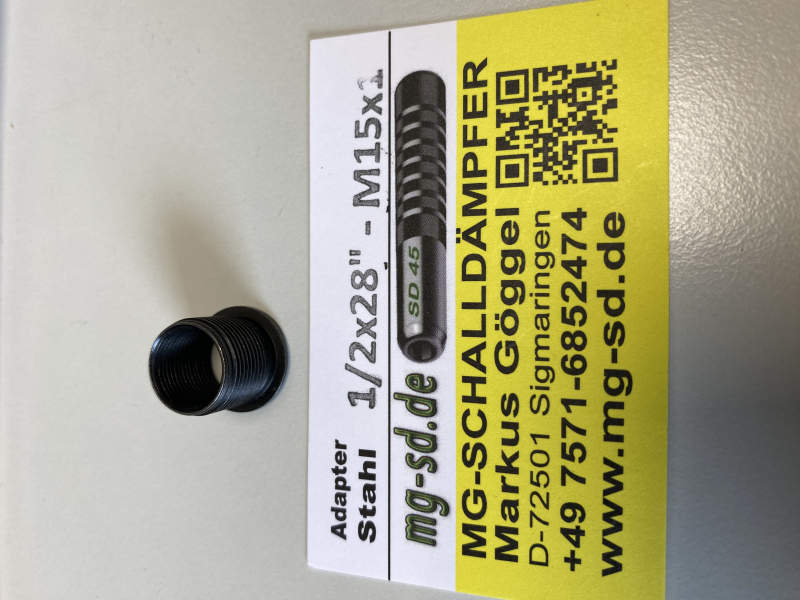 Adapter
Stahl 1/2x28" - M15x1
mg-sd.de
SD 45
MG-SCHALLDÄMPFER
Markus Göggel
D-72501 Sigmaringen
+49 7571-6852474
www.mg-sd.de